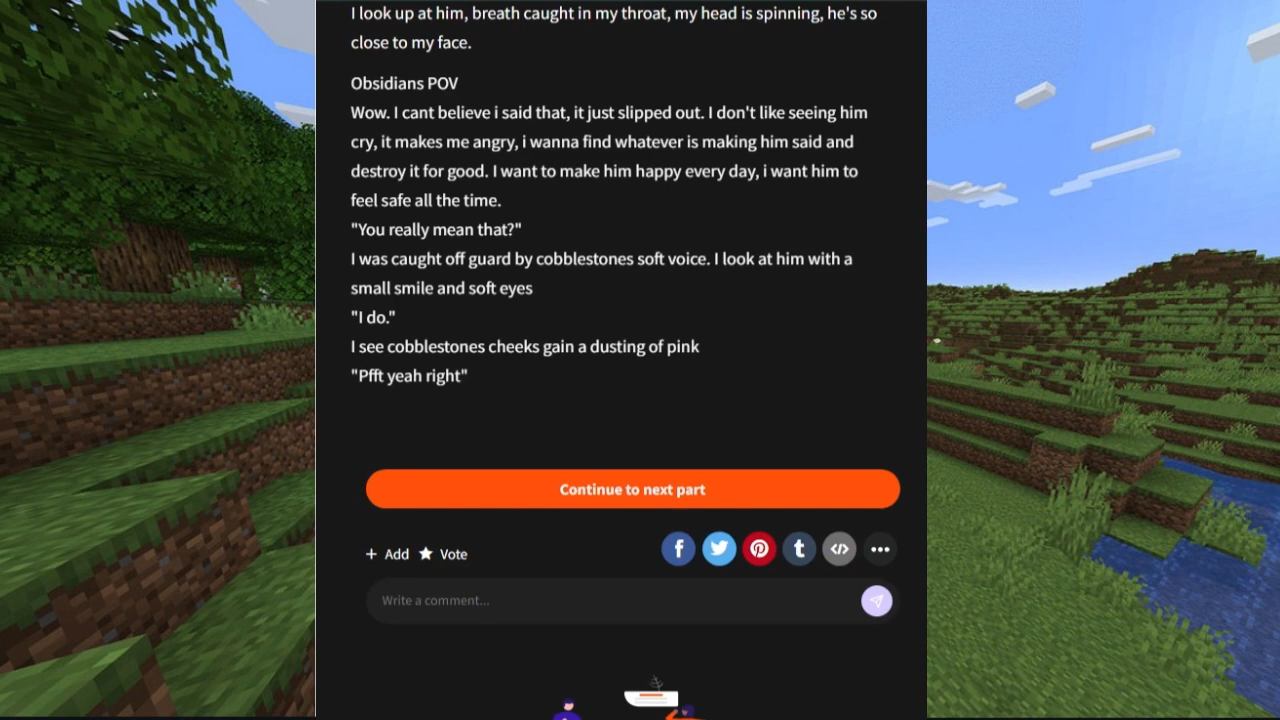 I look up at him, breath caught in my throat, my head is spinning, he's so
close to my face.
Obsidians POV
Wow. I cant believe i said that, it just slipped out. I don't like seeing him
cry, it makes me angry, i wanna find whatever is making him said and
destroy it for good. I want to make him happy every day, i want him to
feel safe all the time.
"You really mean that?"
I was caught off guard by cobblestones soft voice. I look at him with a
small smile and soft eyes
"I do."
I see cobblestones cheeks gain a dusting of pink
"Pfft yeah right"
Continue to next part
+ Add ★ Vote
Write a comment...